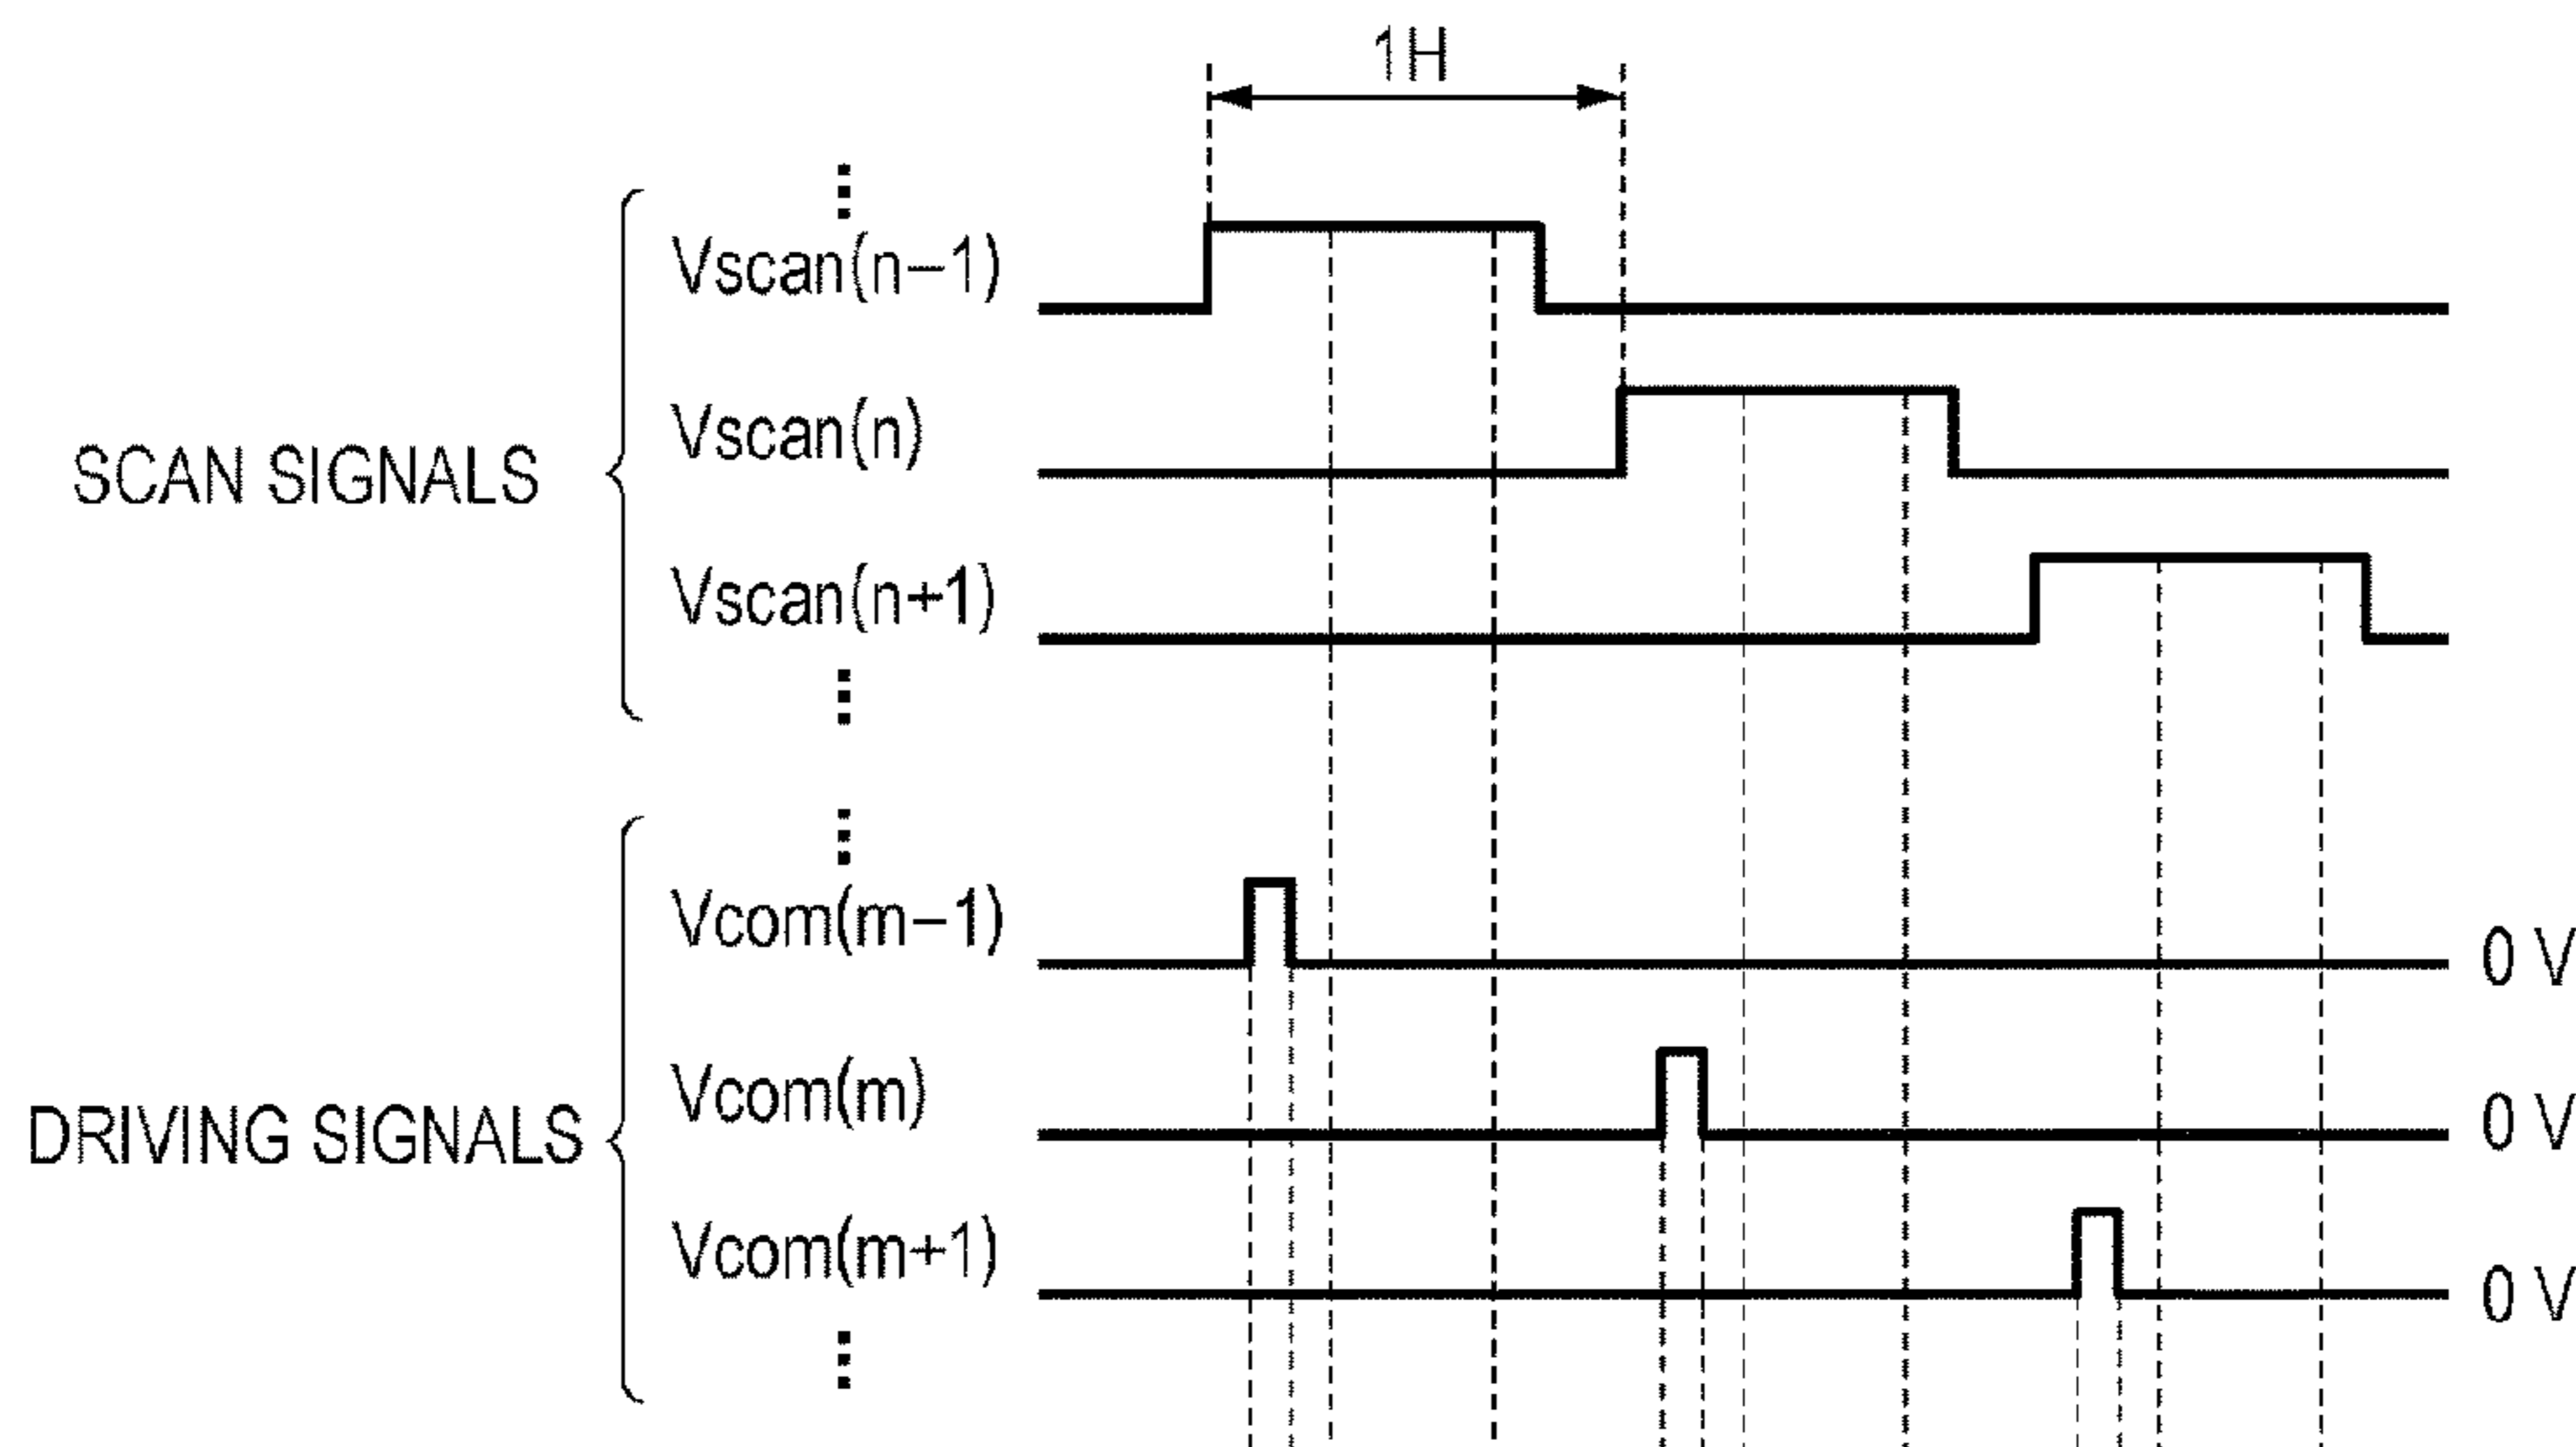 1H
Vscan(n−1)
Vscan(n)
SCAN SIGNALS
Vscan(n+1)
Vcom(m−1)
0 V
Vcom(m)
0 V
DRIVING SIGNALS
Vcom(m+1)
0 V